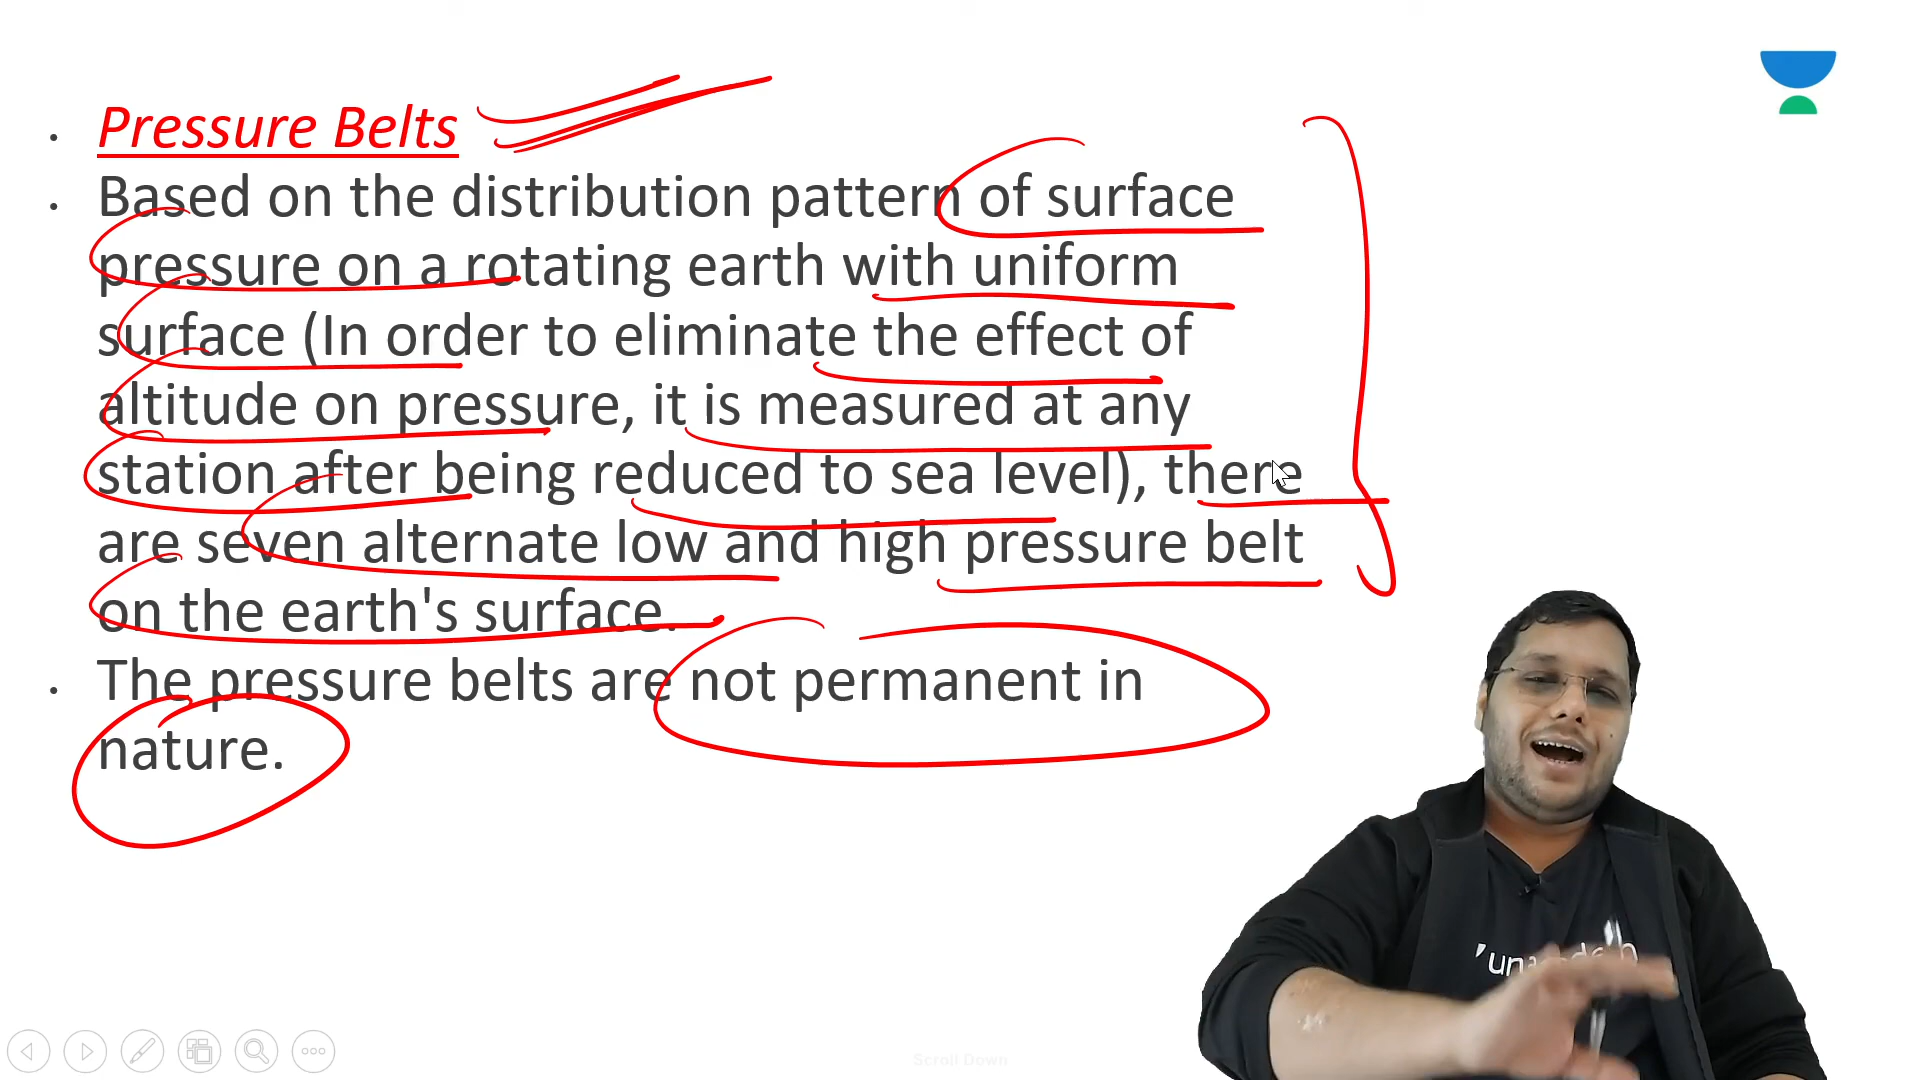 Pressure Belts
Based on the distribution pattern of surface
pressure on a rotating earth with uniform
surface (In order to eliminate the effect of
altitude on pressure, it is measured at any
station after being reduced to sea level), there
are seven alternate low and high pressure belt
on the earth's surface.
The pressure belts are not permanent in
nature.
Scroll Down